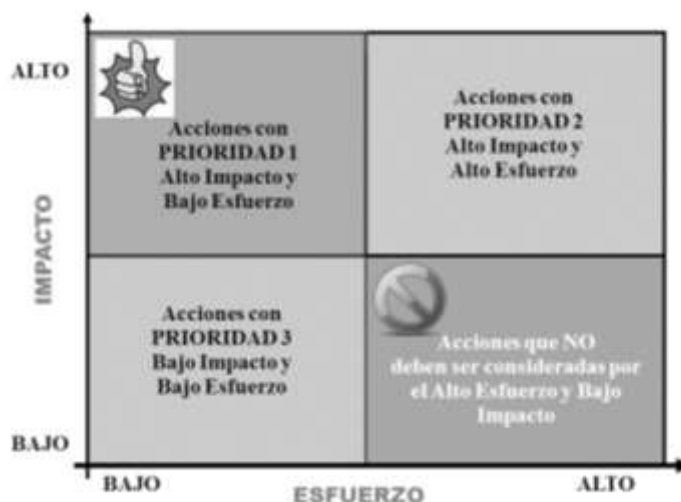 ALTO
Acciones con
PRIORIDAD 1
Alto Impacto y
Bajo Esfuerzo
Acciones con
PRIORIDAD 2
Alto Impacto y
Alto Esfuerzo
IMPACTO
Acciones con
PRIORIDAD 3
Bajo Impacto y
Bajo Esfuerzo
Acciones que NO
deben ser consideradas por
el Alto Esfuerzo y Bajo
Impacto
BAJO
BAJO
ESFUERZO
ALTO